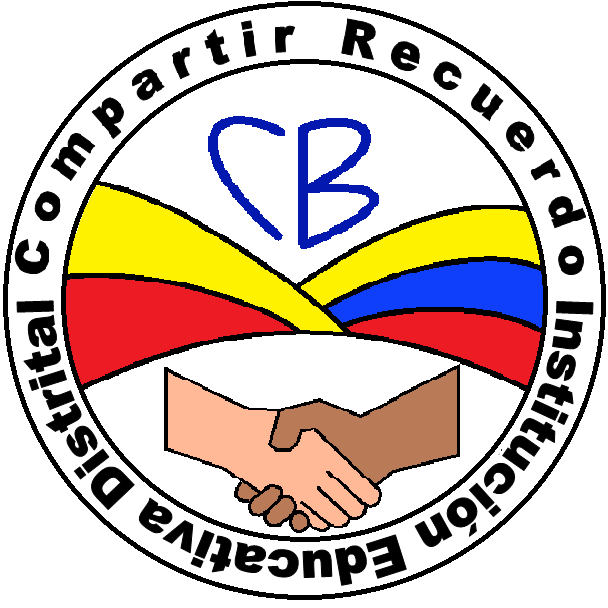 Compartir Recuerdo
Institución Educativa Distrital
CB